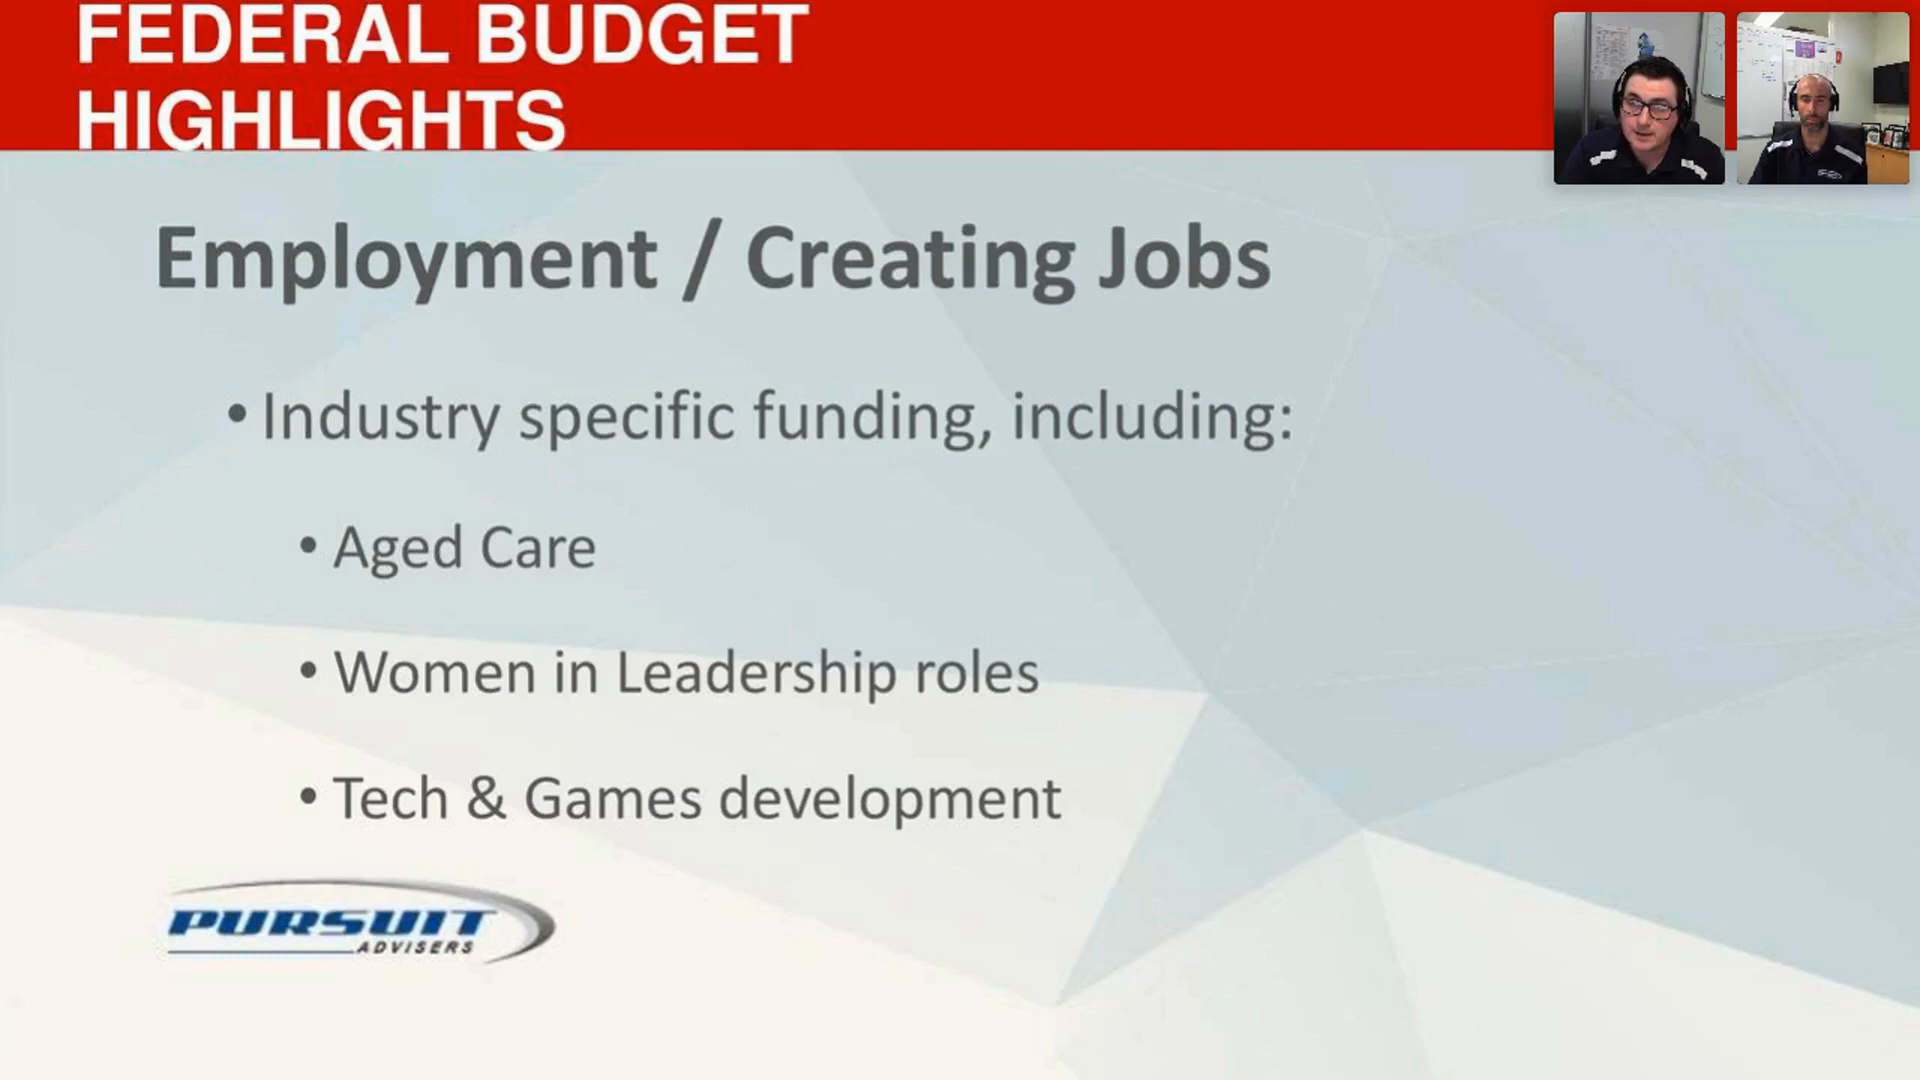 FEDERAL BUDGET
HIGHLIGHTS
Employment / Creating Jobs
• Industry specific funding, including:
• Aged Care
• Women in Leadership roles
• Tech & Games development
PURSUIT
ADVISERS